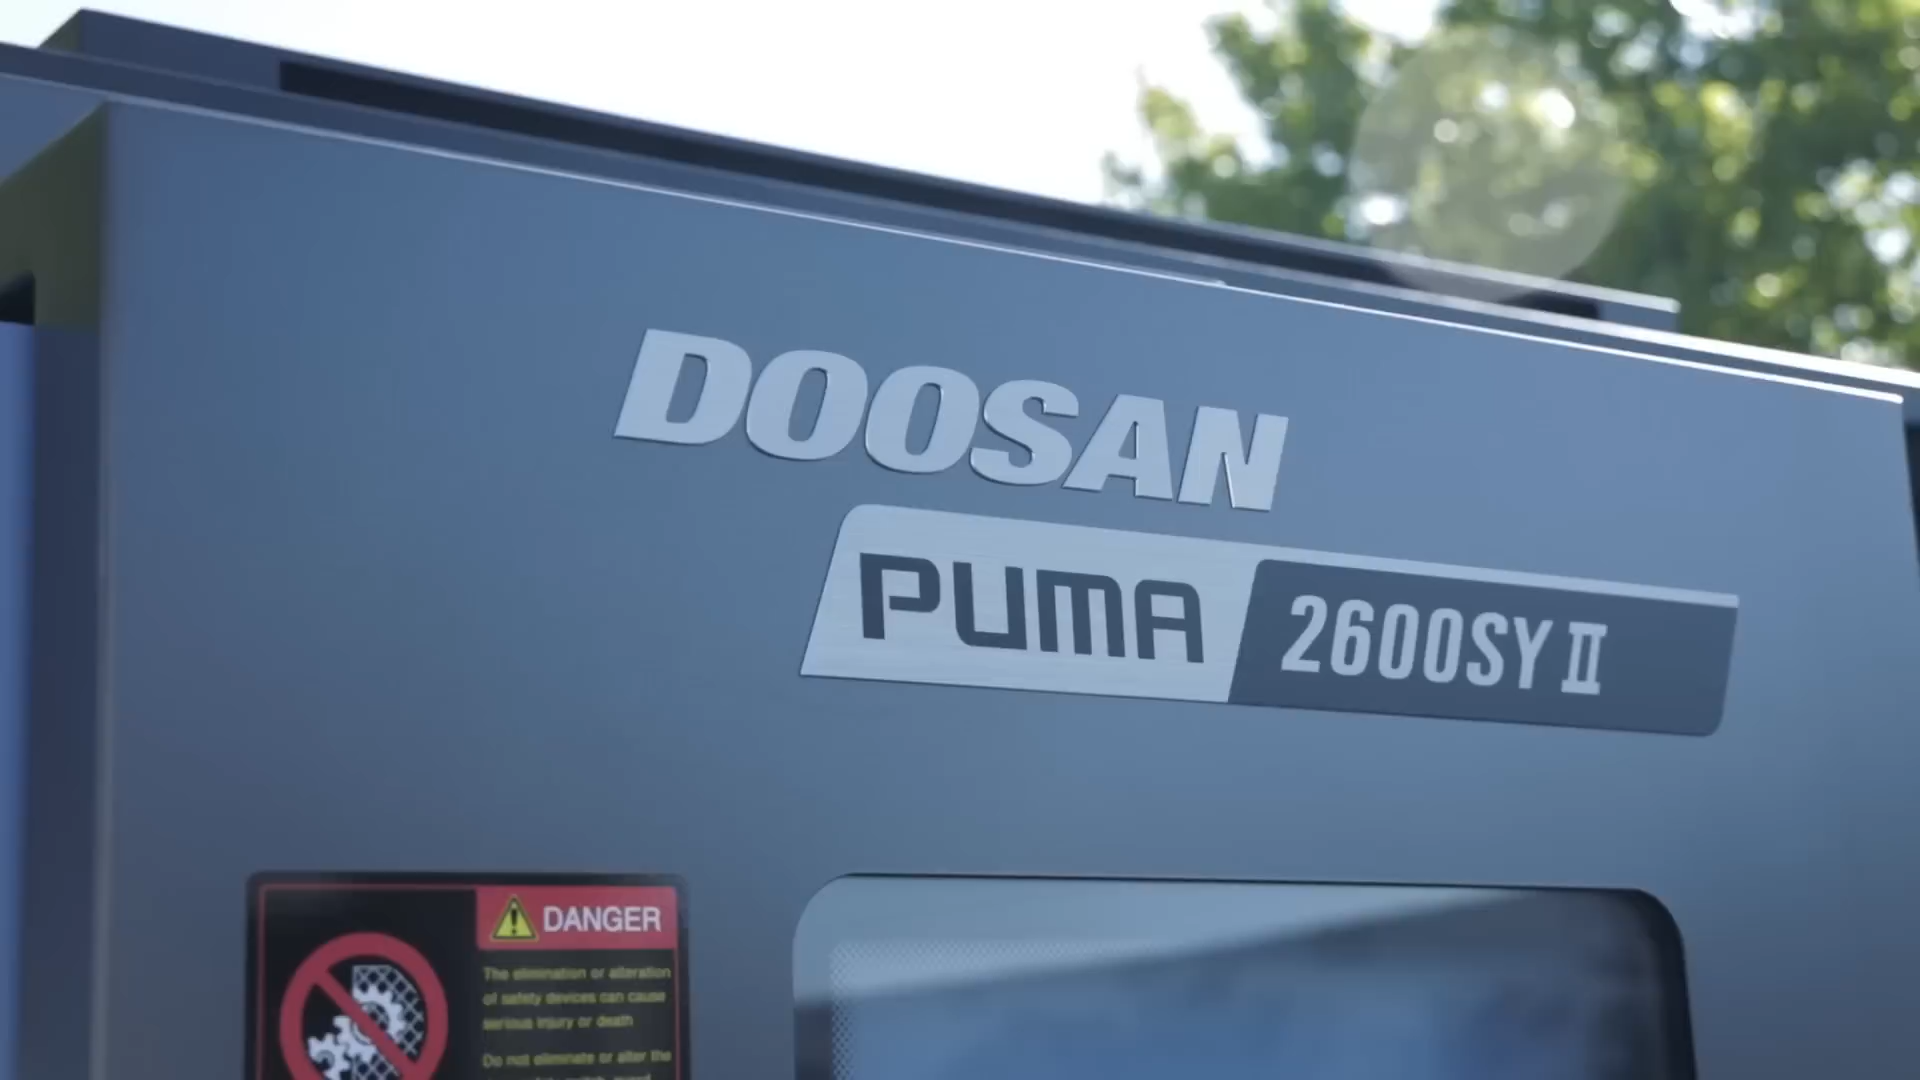 DOOSAN
PUMA 2600SY II
DANGER
The elimination or alteration
of safety devices can cause
serious injury or death
Do not eliminate or alter the